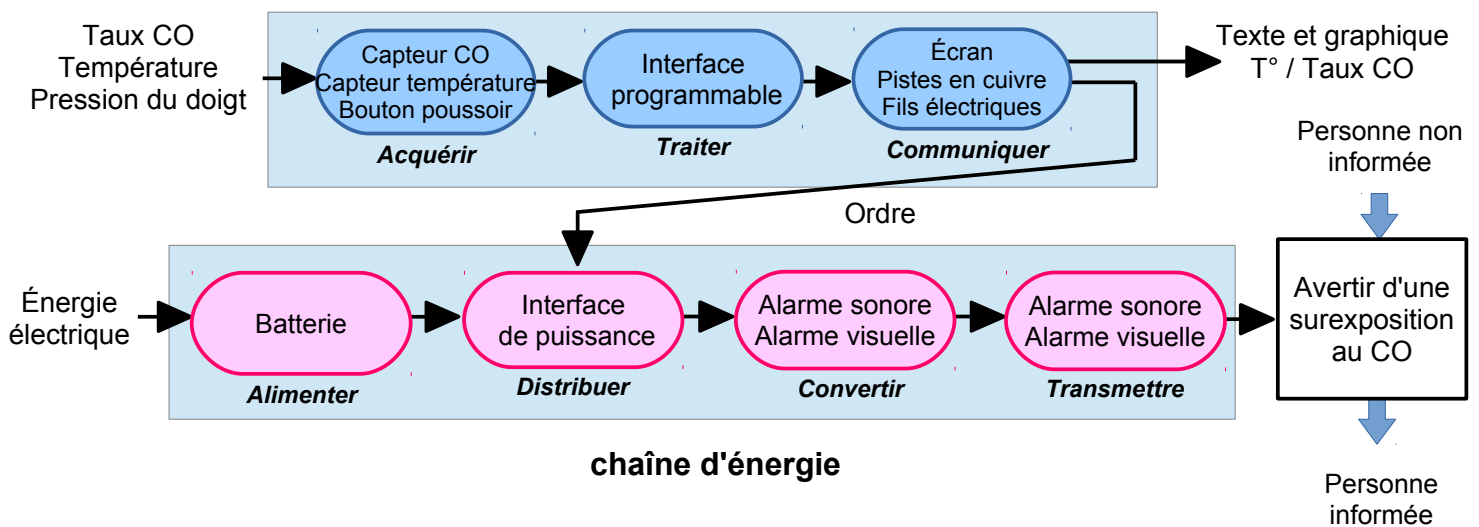 Taux CO
Température
Pression du doigt
Capteur CO
Capteur température
Bouton poussoir
Acquérir
Interface
programmable
Traiter
Écran
Pistes en cuivre
Fils électriques
Communiquer
Texte et graphique
T° / Taux CO
Ordre
Personne non
informée
Énergie
électrique
Batterie
Alimenter
Interface
de puissance
Distribuer
Alarme sonore
Alarme visuelle
Convertir
Alarme sonore
Alarme visuelle
Transmettre
Avertir d'une
surexposition
au CO
chaîne d'énergie
Personne
informée